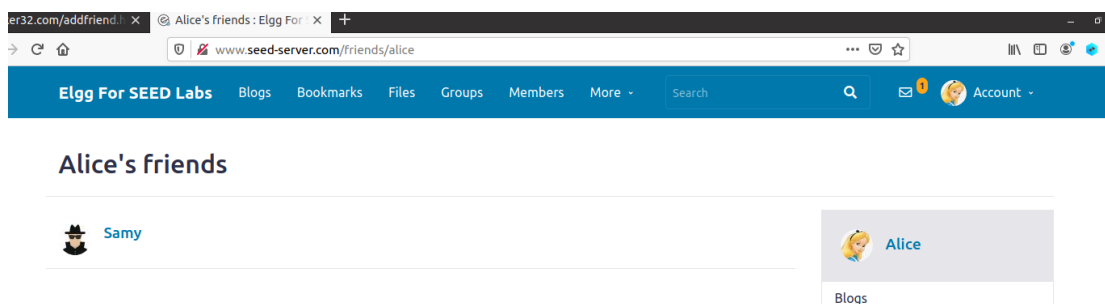 er32.com/addfriend.h
Alice's friends : Elgg For S
www.seed-server.com/friends/alice
Elgg For SEED Labs Blogs Bookmarks Files Groups Members More Search 1 Account
Alice's friends
Samy
Alice
Blogs